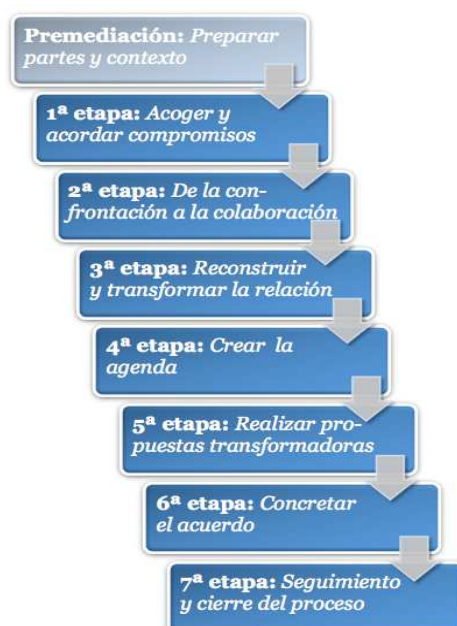 Premediación: Preparar
partes y contexto
1ª etapa: Acoger y
acordar compromisos
2ª etapa: De la con-
frontación a la colaboración
3ª etapa: Reconstruir
y transformar la relación
4ª etapa: Crear la
agenda
5ª etapa: Realizar pro-
puestas transformadoras
6ª etapa: Concretar
el acuerdo
7ª etapa: Seguimiento
y cierre del proceso